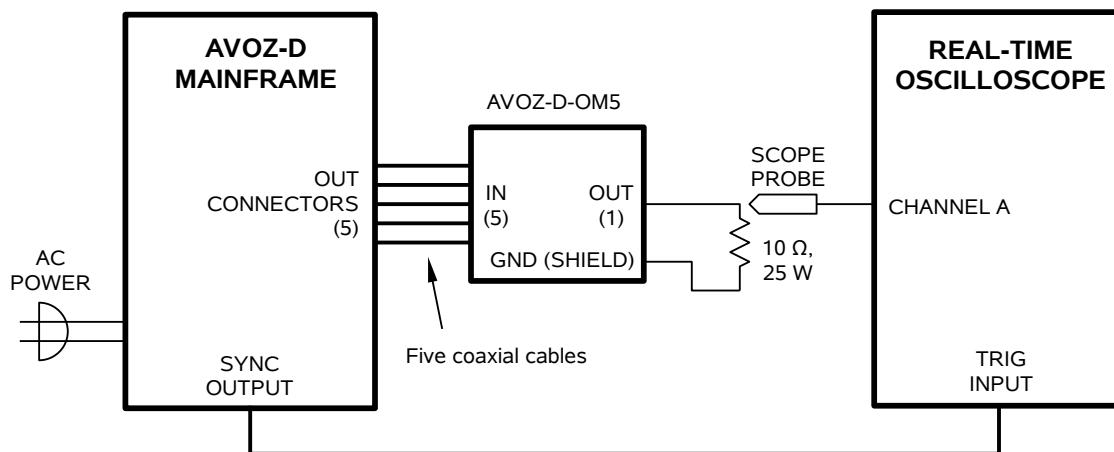 AVOZ-D
MAINFRAME
OUT
CONNECTORS
(5)
AC
POWER
SYNC
OUTPUT
AVOZ-D-OM5
IN
(5)
OUT
(1)
GND (SHIELD)
Five coaxial cables
SCOPE
PROBE
10 Ω,
25 W
REAL-TIME
OSCILLOSCOPE
CHANNEL A
TRIG
INPUT